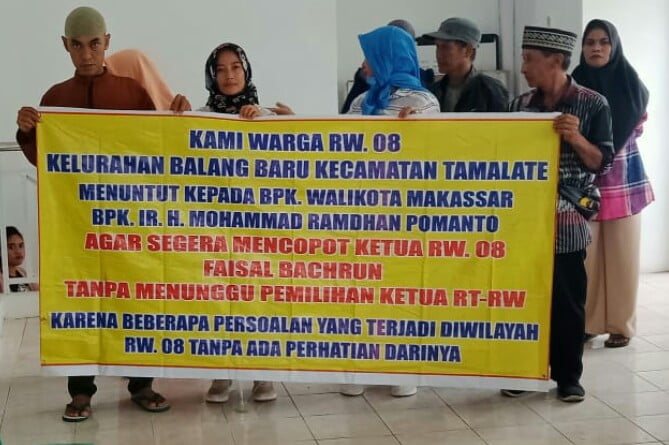 KAMI WARGA RW. 08
KELURAHAN BALANG BARU KECAMATAN TAMALATE
MENUNTUT KEPADA BPK. WALIKOTA MAKASSAR
BPK. IR. H. MOHAMMAD RAMDHAN POMANTO
AGAR SEGERA MENCOPOT KETUA RW. 08
FAISAL BACHRUN
TANPA MENUNGGU PEMILIHAN KETUA RT-RW
KARENA BEBERAPA PERSOALAN YANG TERJADI DIWILAYAH
RW. 08 TANPA ADA PERHATIAN DARINYA